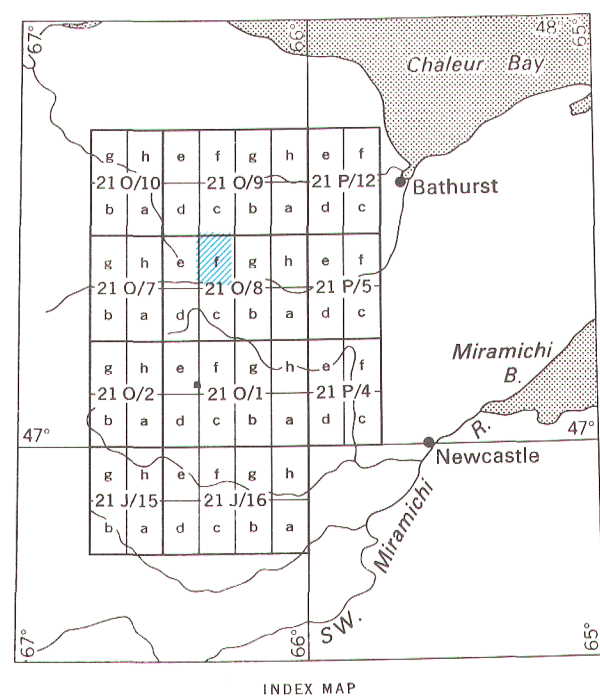 67° 66° 48° 65°
Chaleur Bay
g h e f g h e f
21 O/10 21 O/9 21 P/12
Bathurst
b a d c b a d c
g h e f g h e f
21 O/7 21 O/8 21 P/5
b a d c b a d c
Miramichi
B.
g h e f g h e f
21 O/2 21 O/1 21 P/4
b a d c b a d c
R.
47° 47°
Newcastle
g h e f g h
21 J/15 21 J/16
b a d c b a
Miramichi
SW.
67° 66° 65°
INDEX MAP